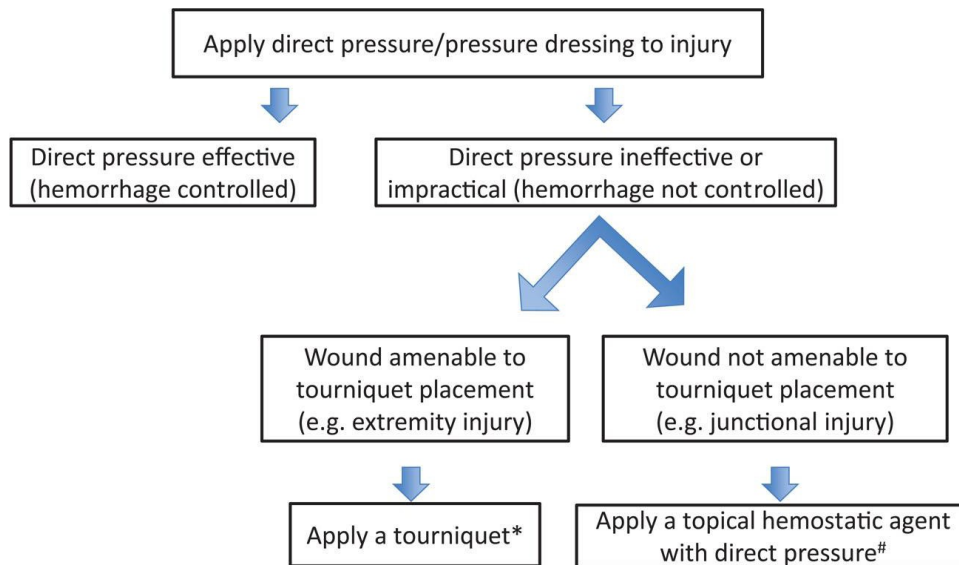 Apply direct pressure/pressure dressing to injury
Direct pressure effective
(hemorrhage controlled)
Direct pressure ineffective or
impractical (hemorrhage not controlled)
Wound amenable to
tourniquet placement
(e.g. extremity injury)
Wound not amenable to
tourniquet placement
(e.g. junctional injury)
Apply a tourniquet*
Apply a topical hemostatic agent
with direct pressure#